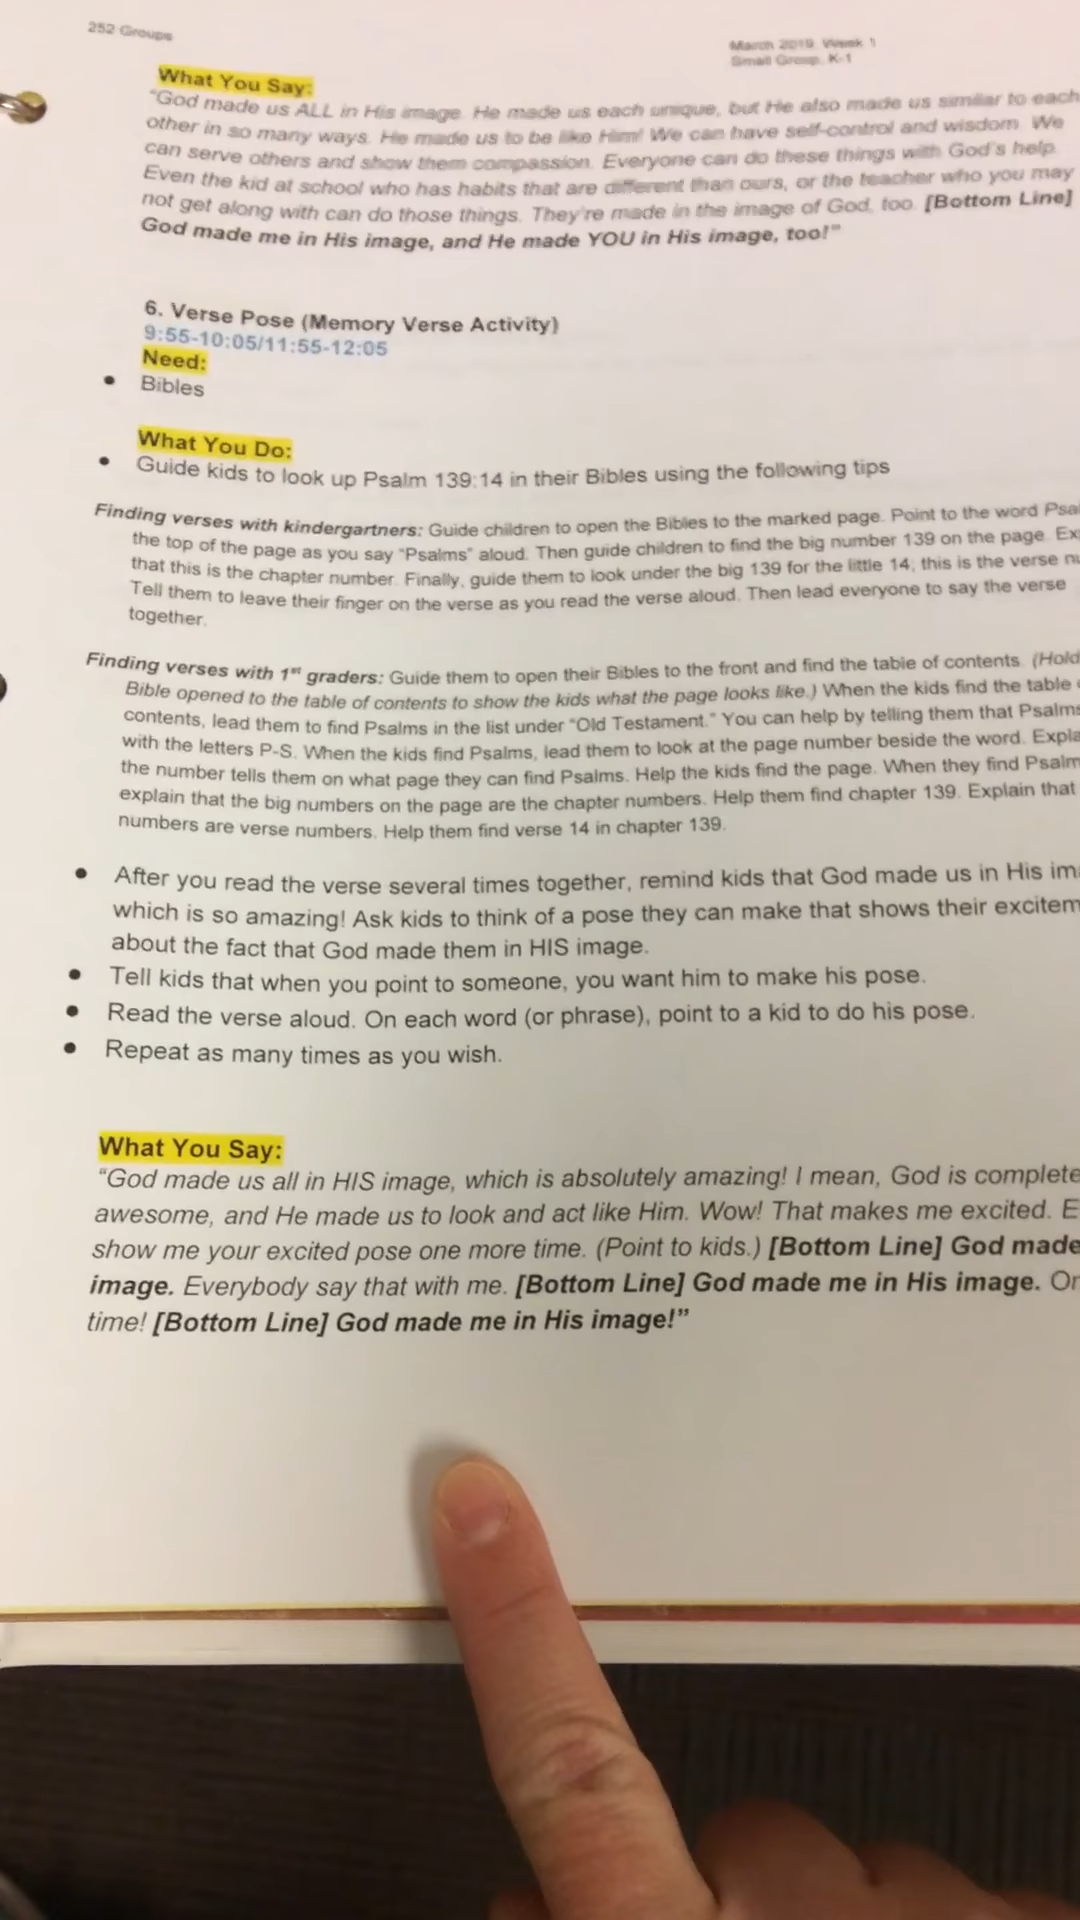 252 Groups
March 2019, Week 1
Small Group, K-1
What You Say:
"God made us ALL in His image. He made us each unique, but He also made us similar to each
other in so many ways. He made us to be like Him! We can have self-control and wisdom. We
can serve others and show them compassion. Everyone can do these things with God's help.
Even the kid at school who has habits that are different than ours, or the teacher who you may
not get along with can do those things. They're made in the image of God, too. [Bottom Line]
God made me in His image, and He made YOU in His image, too!"
6. Verse Pose (Memory Verse Activity)
9:55-10:05/11:55-12:05
Need:
• Bibles
What You Do:
• Guide kids to look up Psalm 139:14 in their Bibles using the following tips
Finding verses with kindergartners: Guide children to open the Bibles to the marked page. Point to the word
the top of the page as you say "Psalms" aloud. Then guide children to find the big number 139 on the page.
that this is the chapter number. Finally, guide them to look under the big 139 for the little 14; this is the verse
Tell them to leave their finger on the verse as you read the verse aloud. Then lead everyone to say the verse
together.
Finding verses with 1st graders: Guide them to open their Bibles to the front and find the table of contents. (Hold
Bible opened to the table of contents to show the kids what the page looks like.) When the kids find the table
contents, lead them to find Psalms in the list under "Old Testament." You can help by telling them that Psalms
with the letters P-S. When the kids find Psalms, lead them to look at the page number beside the word.
the number tells them on what page they can find Psalms. Help the kids find the page. When they find
explain that the big numbers on the page are the chapter numbers. Help them find chapter 139. Explain that
numbers are verse numbers. Help them find verse 14 in chapter 139.
• After you read the verse several times together, remind kids that God made us in His
which is so amazing! Ask kids to think of a pose they can make that shows their
about the fact that God made them in HIS image.
• Tell kids that when you point to someone, you want him to make his pose.
• Read the verse aloud. On each word (or phrase), point to a kid to do his pose.
• Repeat as many times as you wish.
What You Say:
"God made us all in HIS image, which is absolutely amazing! I mean, God is
awesome, and He made us to look and act like Him. Wow! That makes me excited.
show me your excited pose one more time. (Point to kids.) [Bottom Line] God made
image. Everybody say that with me. [Bottom Line] God made me in His image.
time! [Bottom Line] God made me in His image!"